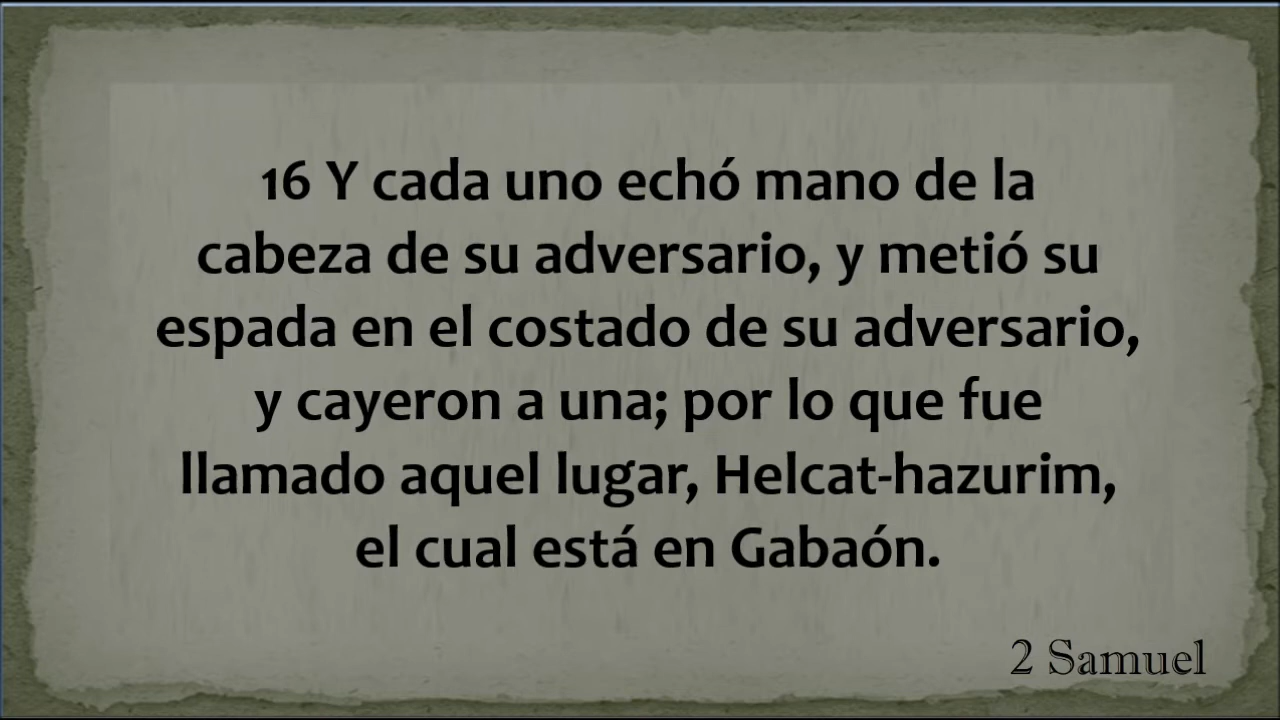 16 Y cada uno echó mano de la
cabeza de su adversario, y metió su
espada en el costado de su adversario,
y cayeron a una; por lo que fue
llamado aquel lugar, Helcat-hazurim,
el cual está en Gabaón.
2 Samuel